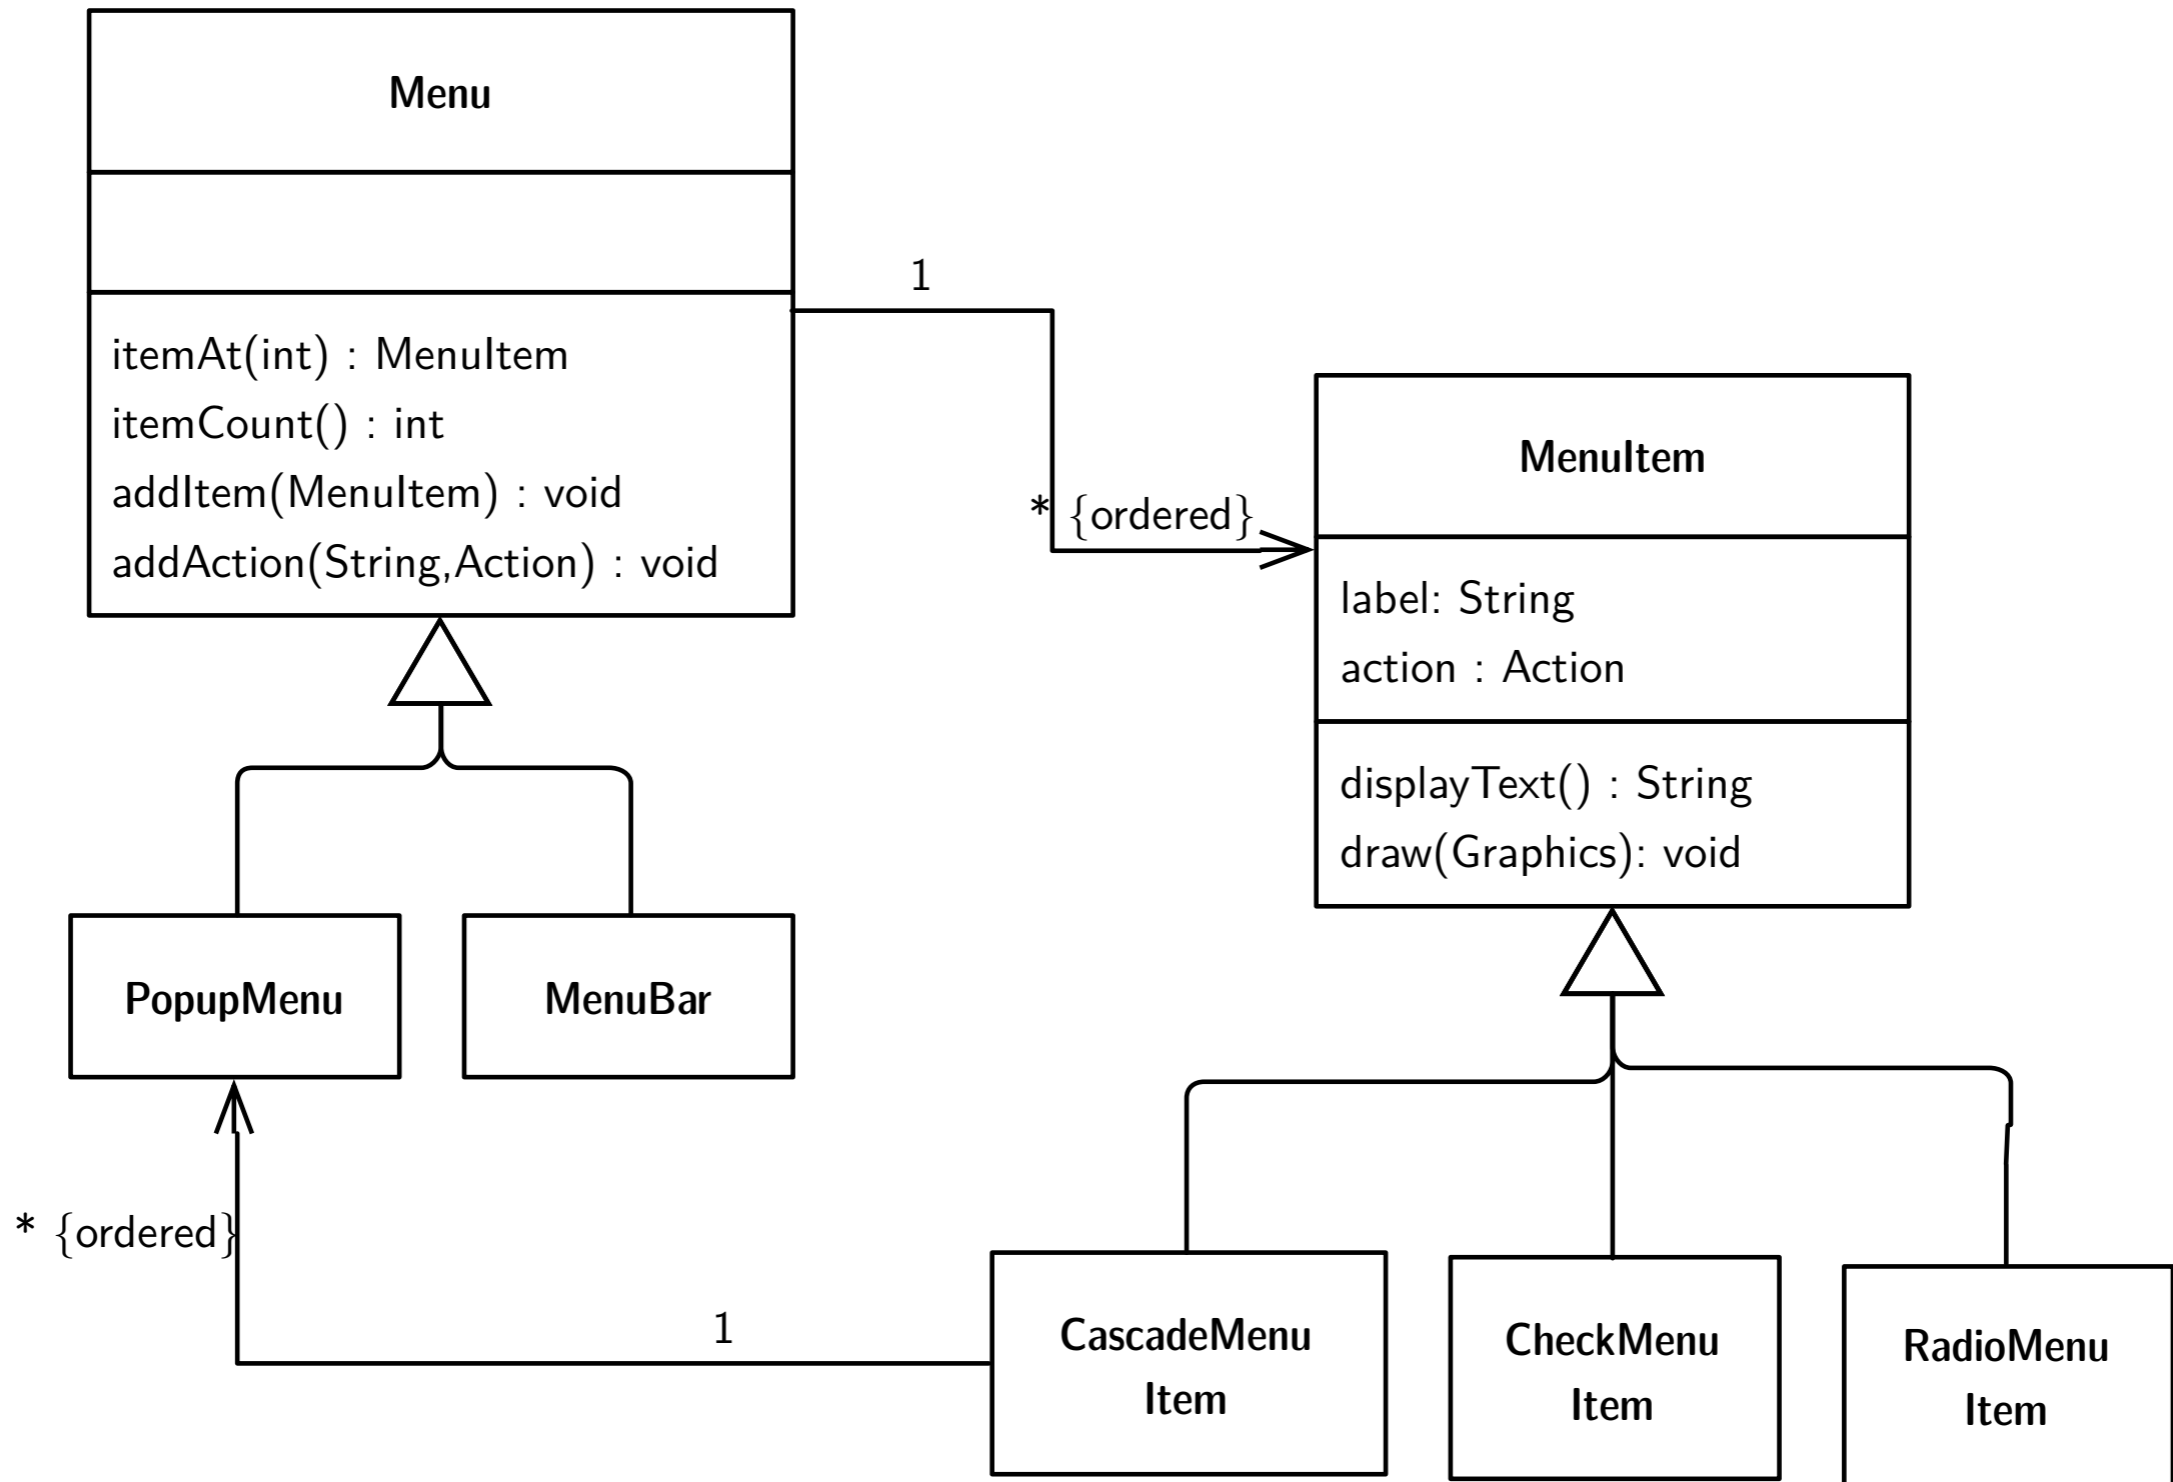 Menu
itemAt(int) : MenuItem
itemCount() : int
addItem(MenuItem) : void
addAction(String,Action) : void
1
* {ordered}
MenuItem
label: String
action : Action
displayText() : String
draw(Graphics): void
PopupMenu
MenuBar
* {ordered}
1
CascadeMenu
Item
CheckMenu
Item
RadioMenu
Item